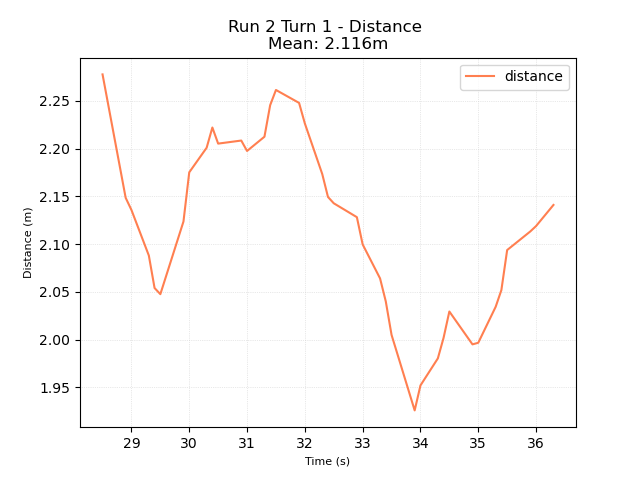 Run 2 Turn 1 - Distance
Mean: 2.116m
distance
2.25
2.20
2.15
2.10
2.05
2.00
1.95
Distance (m)
29 30 31 32 33 34 35 36
Time (s)